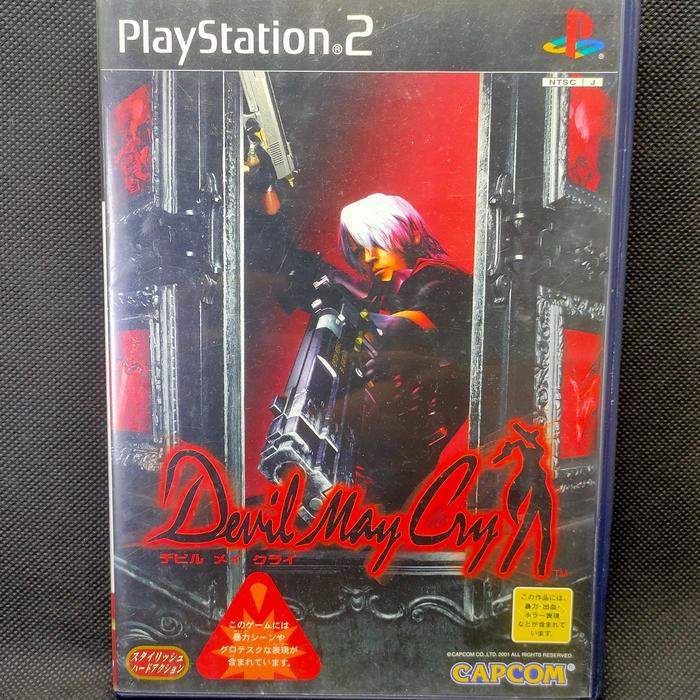 PlayStation®2
NTSC J
Devil May Cry
TM
デビル メイ クライ
このゲームには
暴力シーンや
グロテスクな表現が
含まれています。
この作品には、
暴力・出血・
ホラー表現
などが含まれて
います。
スタイリッシュ
ハードアクション
©CAPCOM CO.,LTD. 2001 ALL RIGHTS RESERVED.
CAPCOM®